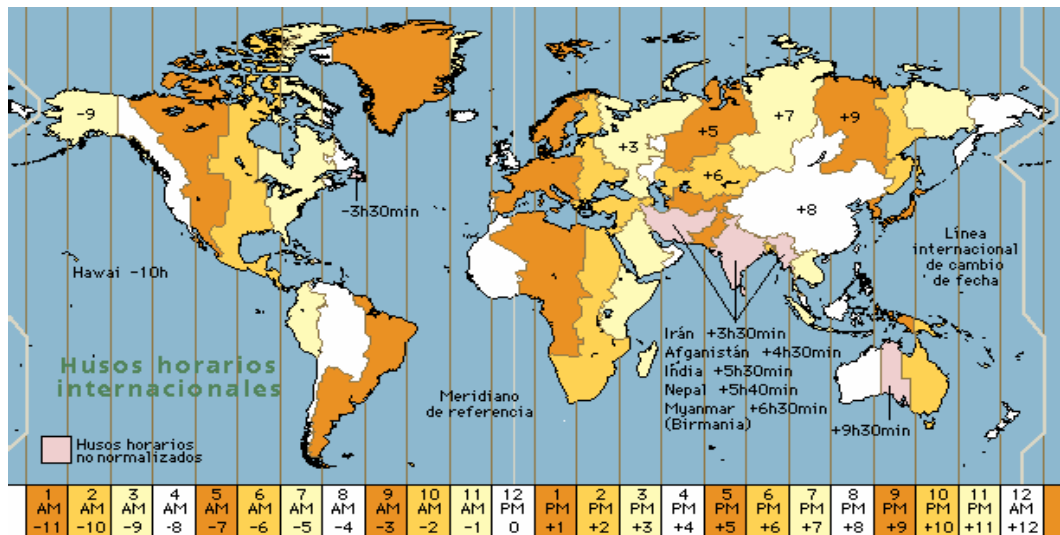 -9
+3
+5
+7
+9
+6
+8
-3h30min
Hawai -10h
Línea
internacional
de cambio
de fecha
Irán +3h30min
Afganistán +4h30min
India +5h30min
Nepal +5h40min
Myanmar +6h30min
(Birmania)
+9h30min
Husos horarios
internacionales
Meridiano
de referencia
Husos horarios
no normalizados
1 2 3 4 5 6 7 8 9 10 11 12 1 2 3 4 5 6 7 8 9 10 11 12
AM AM AM AM AM AM AM AM AM AM AM PM PM PM PM PM PM PM PM PM PM PM PM AM
-11 -10 -9 -8 -7 -6 -5 -4 -3 -2 -1 0 +1 +2 +3 +4 +5 +6 +7 +8 +9 +10 +11 +12